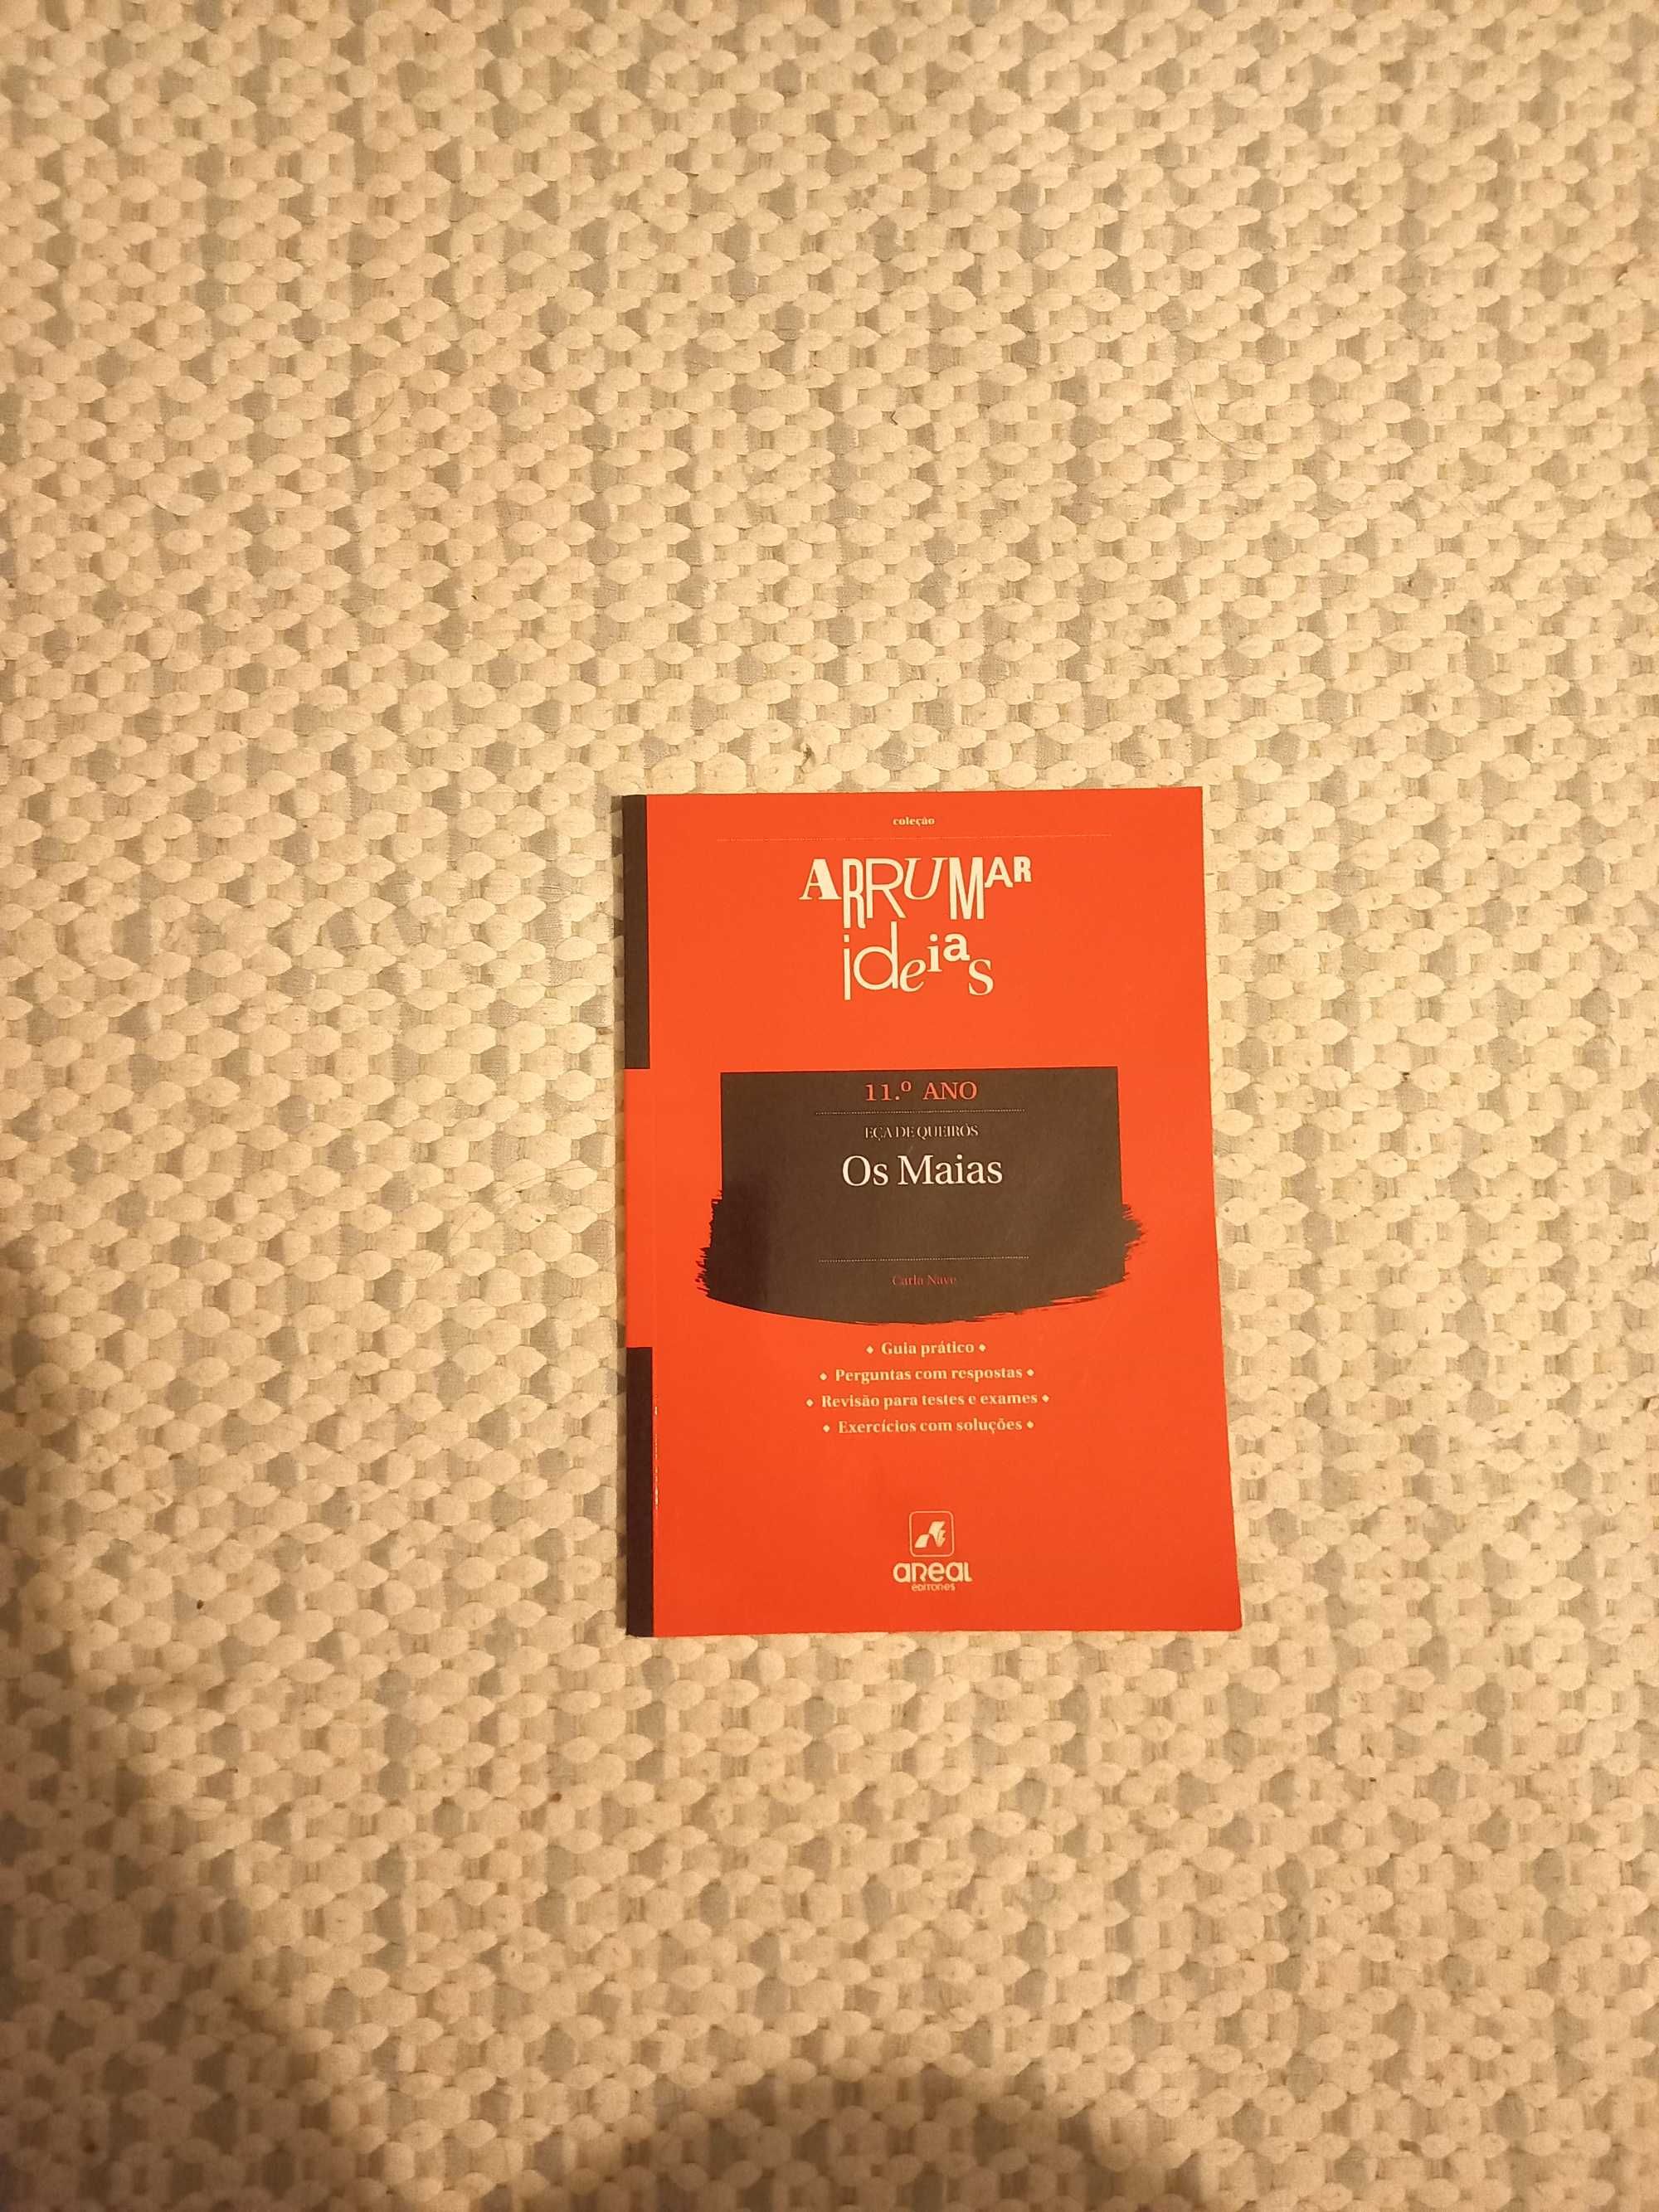 coleção
ARRUMAR
ideias
11.º ANO
EÇA DE QUEIRÓS
Os Maias
Carla Nave
• Guia prático •
• Perguntas com respostas •
• Revisão para testes e exames •
• Exercícios com soluções •
areal
EDITORES